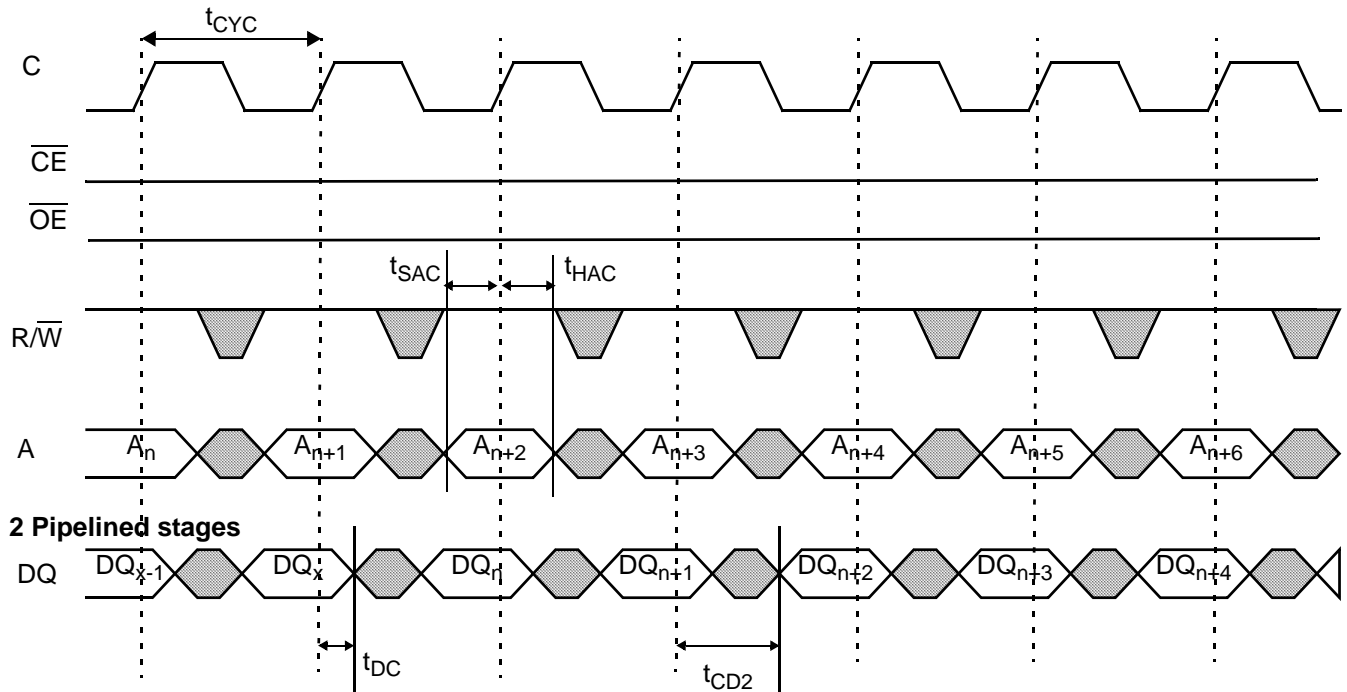 tCYC
C
CE
OE
tSAC
tHAC
R/W
A
An
An+1
An+2
An+3
An+4
An+5
An+6
2 Pipelined stages
DQ
DQx-1
DQx
DQn
DQn+1
DQn+2
DQn+3
DQn+4
tDC
tCD2